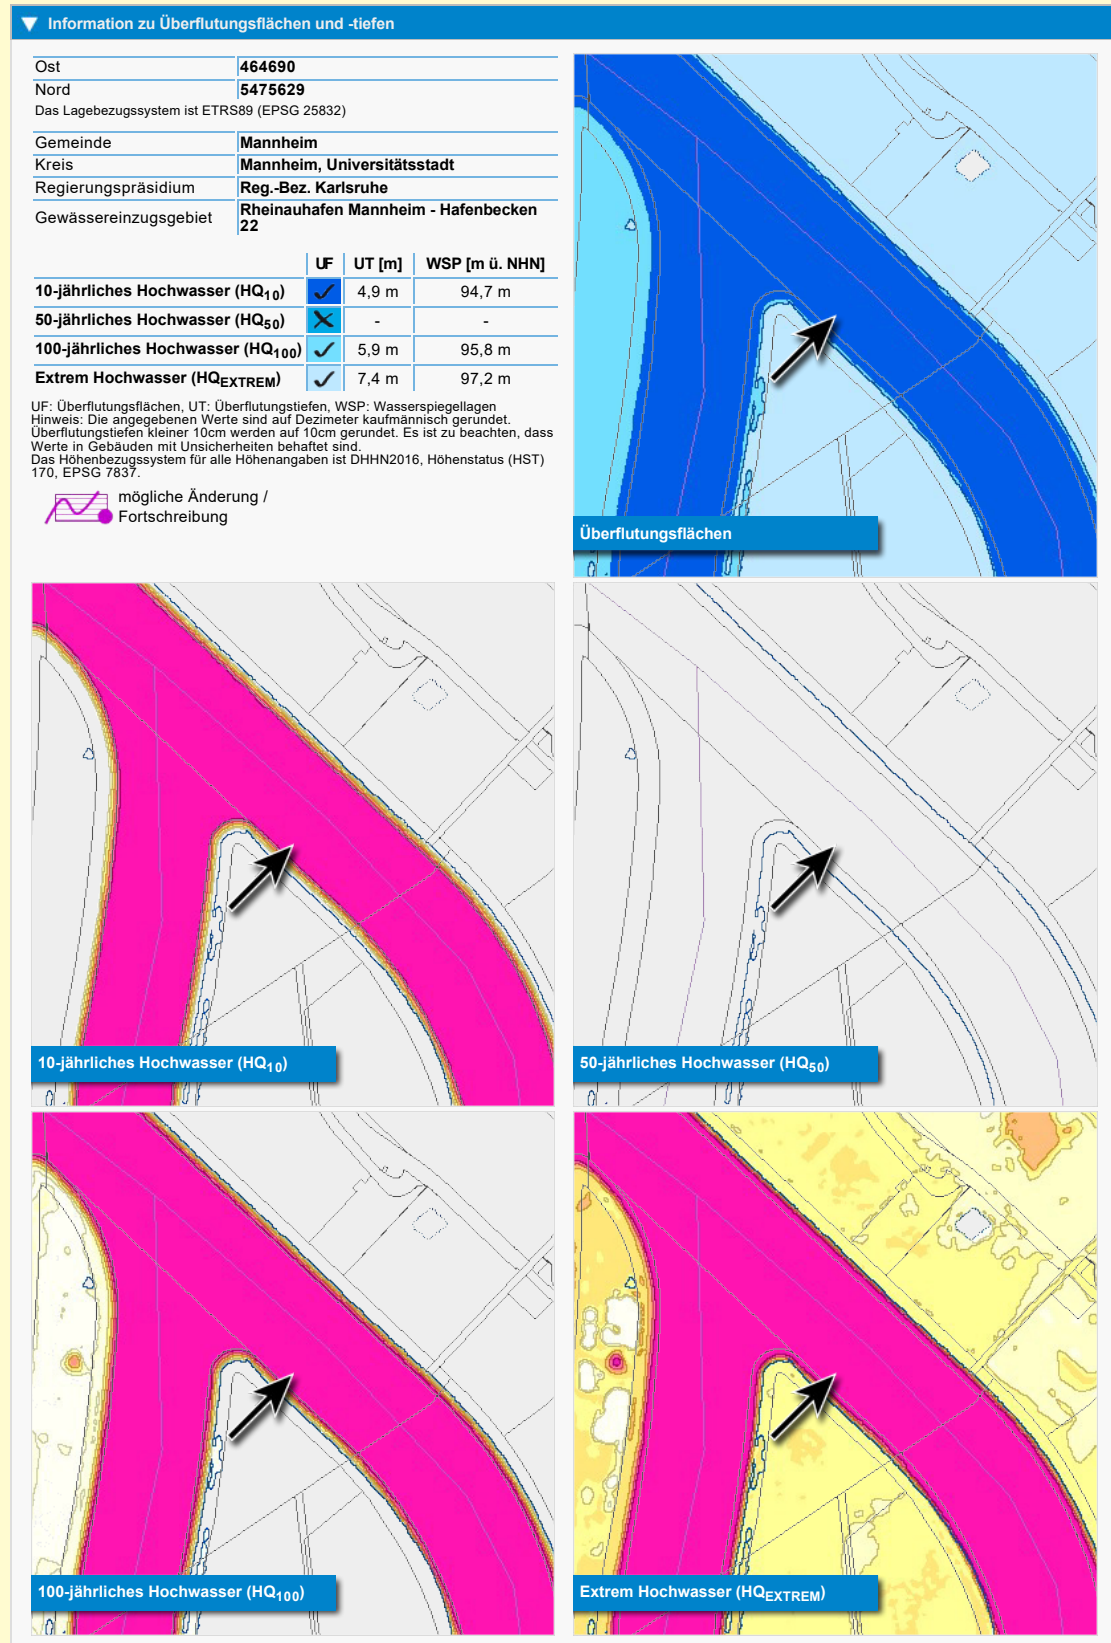 Information zu Überflutungsflächen und -tiefen
Ost 464690
Nord 5475629
Das Lagebezugssystem ist ETRS89 (EPSG 25832)
Gemeinde Mannheim
Kreis Mannheim, Universitätsstadt
Regierungspräsidium Reg.-Bez. Karlsruhe
Gewässereinzugsgebiet Rheinauhafen Mannheim - Hafenbecken
22
UF UT [m] WSP [m ü. NHN]
10-jährliches Hochwasser (HQ10) 4,9 m 94,7 m
50-jährliches Hochwasser (HQ50) - -
100-jährliches Hochwasser (HQ100) 5,9 m 95,8 m
Extrem Hochwasser (HQEXTREM) 7,4 m 97,2 m
UF: Überflutungsflächen, UT: Überflutungstiefen, WSP: Wasserspiegellagen
Hinweis: Die angegebenen Werte sind auf Dezimeter kaufmännisch gerundet.
Überflutungstiefen kleiner 10cm werden auf 10cm gerundet. Es ist zu beachten, dass
Werte in Gebäuden mit Unsicherheiten behaftet sind.
Das Höhenbezugssystem für alle Höhenangaben ist DHHN2016, Höhenstatus (HST)
170, EPSG 7837.
mögliche Änderung /
Fortschreibung
Überflutungsflächen
10-jährliches Hochwasser (HQ10)
50-jährliches Hochwasser (HQ50)
100-jährliches Hochwasser (HQ100)
Extrem Hochwasser (HQEXTREM)